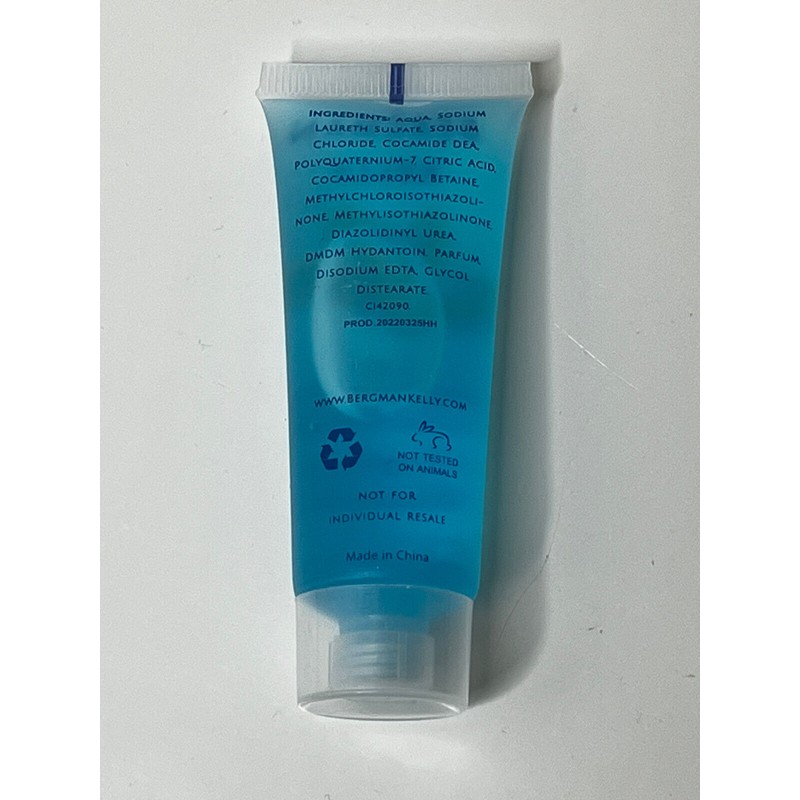 INGREDIENTS: AQUA, SODIUM
LAURETH SULFATE, SODIUM
CHLORIDE, COCAMIDE DEA,
POLYQUATERNIUM-7, CITRIC ACID,
COCAMIDOPROPYL BETAINE,
METHYLCHLOROISOTHIAZOLI-
NONE, METHYLISOTHIAZOLINONE,
DIAZOLIDINYL UREA,
DMDM HYDANTOIN, PARFUM,
DISODIUM EDTA, GLYCOL
DISTEARATE,
CI42090.
PROD.20220325HH
WWW.BERGMANKELLY.COM
NOT TESTED
ON ANIMALS
NOT FOR
INDIVIDUAL RESALE
Made in China